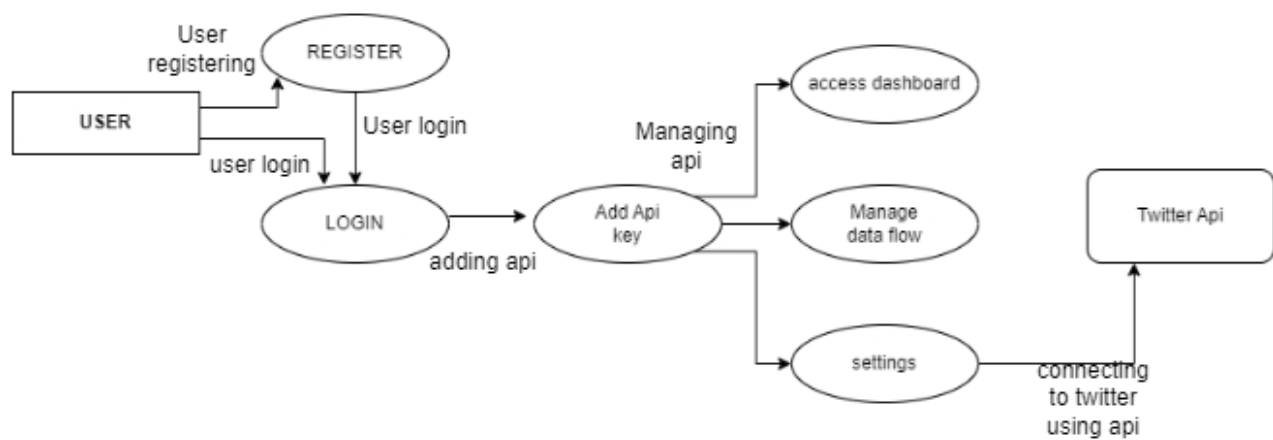 User
registering
REGISTER
USER
User login
user login
LOGIN
adding api
Add Api
key
Managing
api
access dashboard
Manage
data flow
settings
Twitter Api
connecting
to twitter
using api